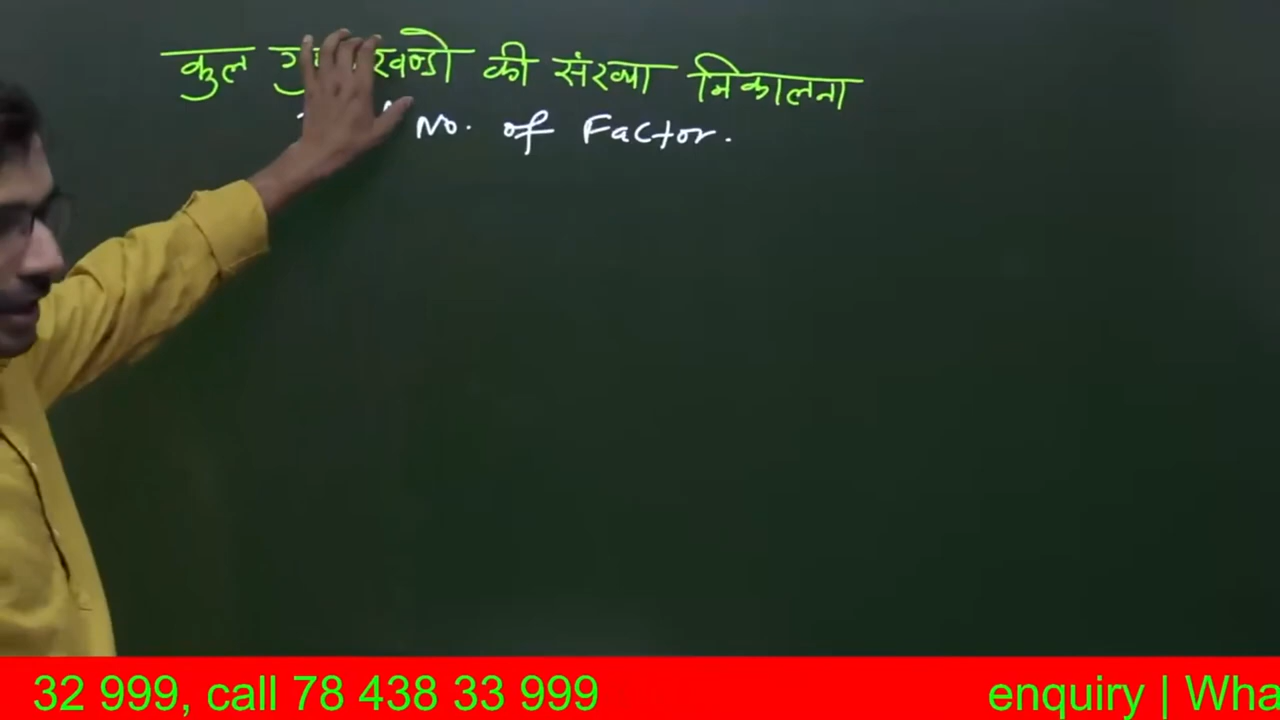 कुल की संख्या निकालना
No. of Factor.
32 999, call 78 438 33 999 enquiry | Wha